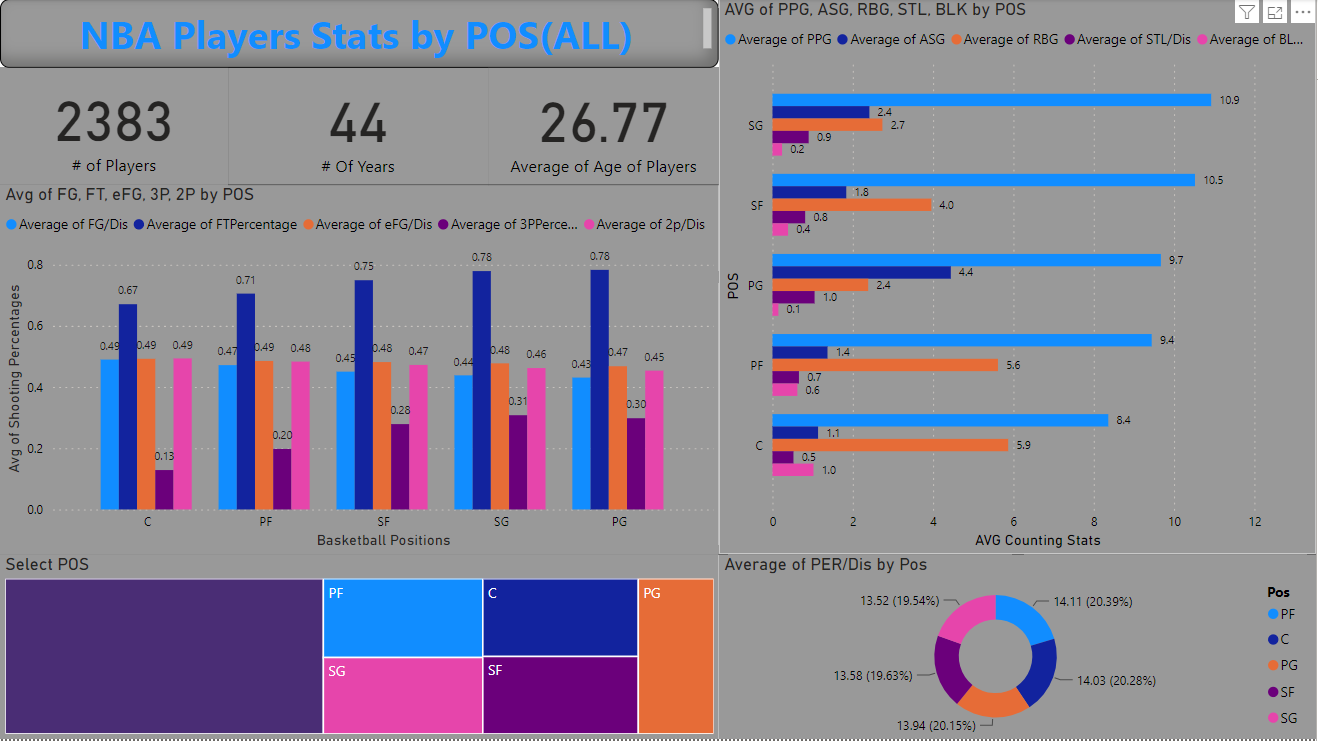 NBA Players Stats by POS(ALL)
2383
# of Players
44
# Of Years
26.77
Average of Age of Players
Avg of FG, FT, eFG, 3P, 2P by POS
Average of FG/Dis Average of FTPercentage Average of eFG/Dis Average of 3PPerce... Average of 2p/Dis
Avg of Shooting Percentages
0.8
0.6
0.4
0.2
0.0
0.49 0.67 0.49 0.13 0.49
0.47 0.71 0.49 0.20 0.48
0.45 0.75 0.48 0.28 0.47
0.44 0.78 0.48 0.31 0.46
0.43 0.78 0.47 0.30 0.45
C PF SF SG PG
Basketball Positions
Select POS
PF
C
PG
SG
SF
AVG of PPG, ASG, RBG, STL, BLK by POS
Average of PPG Average of ASG Average of RBG Average of STL/Dis Average of BL...
POS
SG
10.9
2.4
2.7
0.9
0.2
SF
10.5
1.8
4.0
0.8
0.4
PG
9.7
4.4
2.4
1.0
0.1
PF
9.4
1.4
5.6
0.7
0.6
C
8.4
1.1
5.9
0.5
1.0
0 2 4 6 8 10 12
AVG Counting Stats
Average of PER/Dis by Pos
13.52 (19.54%)
14.11 (20.39%)
13.58 (19.63%)
14.03 (20.28%)
13.94 (20.15%)
Pos
PF
C
PG
SF
SG